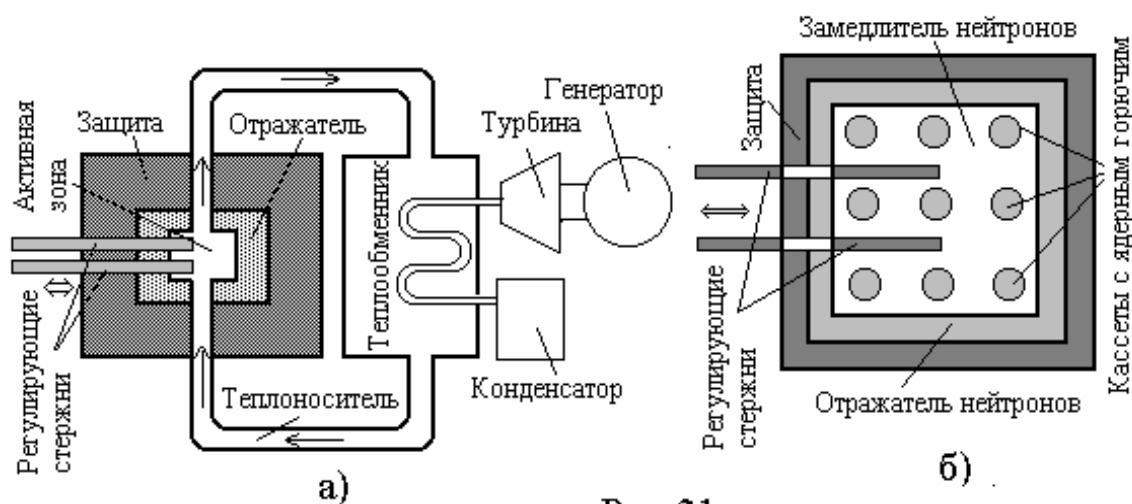 Защита
Активная
зона
Отражатель
Регулирующие
стержни
Теплоноситель
Теплообменник
Турбина
Генератор
Конденсатор
а)
Замедлитель нейтронов
Защита
Регулирующие
стержни
Отражатель нейтронов
Кассеты с ядерным горючим
б)